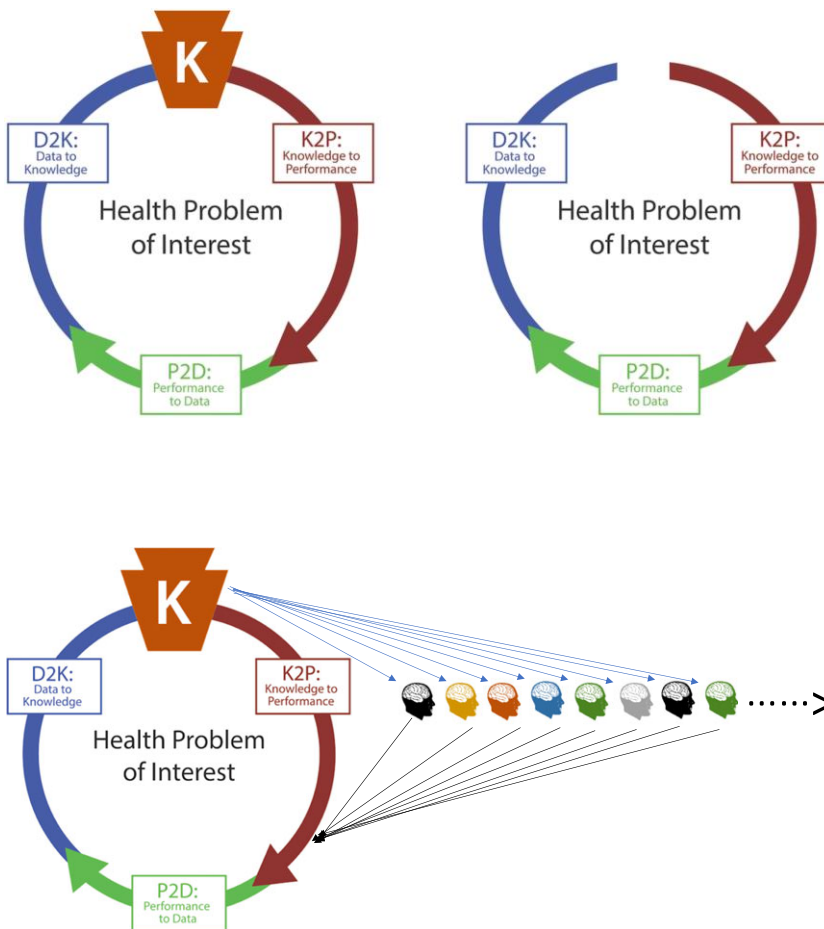 K
D2K:
Data to
Knowledge
K2P:
Knowledge to
Performance
Health Problem
of Interest
P2D:
Performance
to Data
D2K:
Data to
Knowledge
K2P:
Knowledge to
Performance
Health Problem
of Interest
P2D:
Performance
to Data
K
D2K:
Data to
Knowledge
K2P:
Knowledge to
Performance
Health Problem
of Interest
P2D:
Performance
to Data